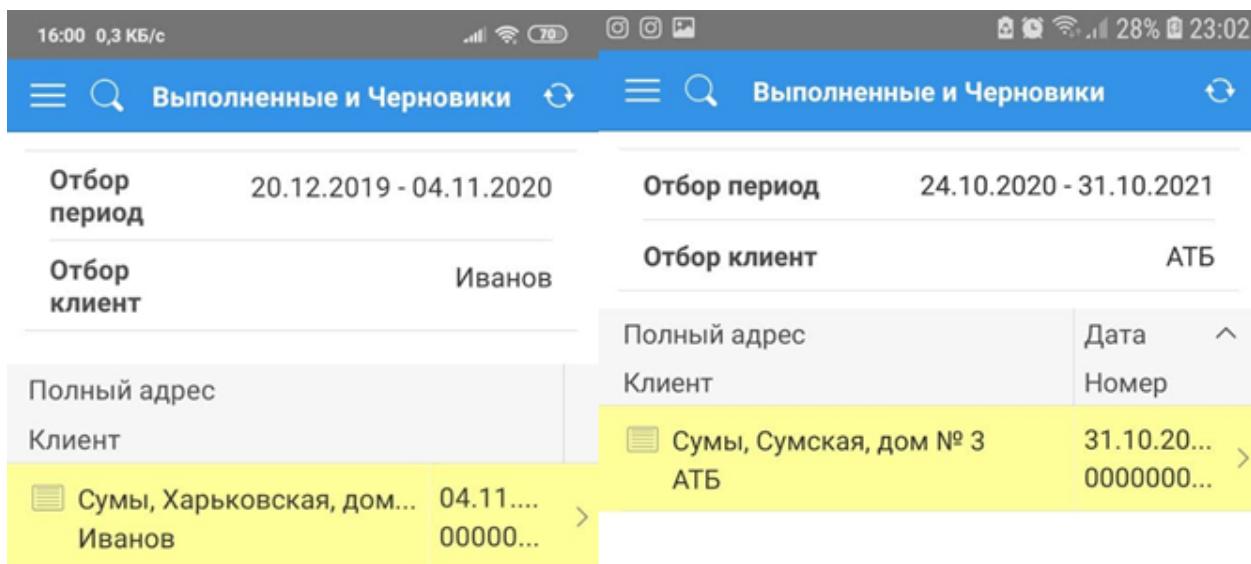 16:00 0,3 КБ/с 70
Выполненные и Черновики
Отбор период 20.12.2019 - 04.11.2020
Отбор клиент Иванов
Полный адрес
Клиент
Сумы, Харьковская, дом... 04.11....
Иванов 00000...
28% 23:02
Выполненные и Черновики
Отбор период 24.10.2020 - 31.10.2021
Отбор клиент АТБ
Полный адрес Дата
Клиент Номер
Сумы, Сумская, дом № 3 31.10.20...
АТБ 0000000...